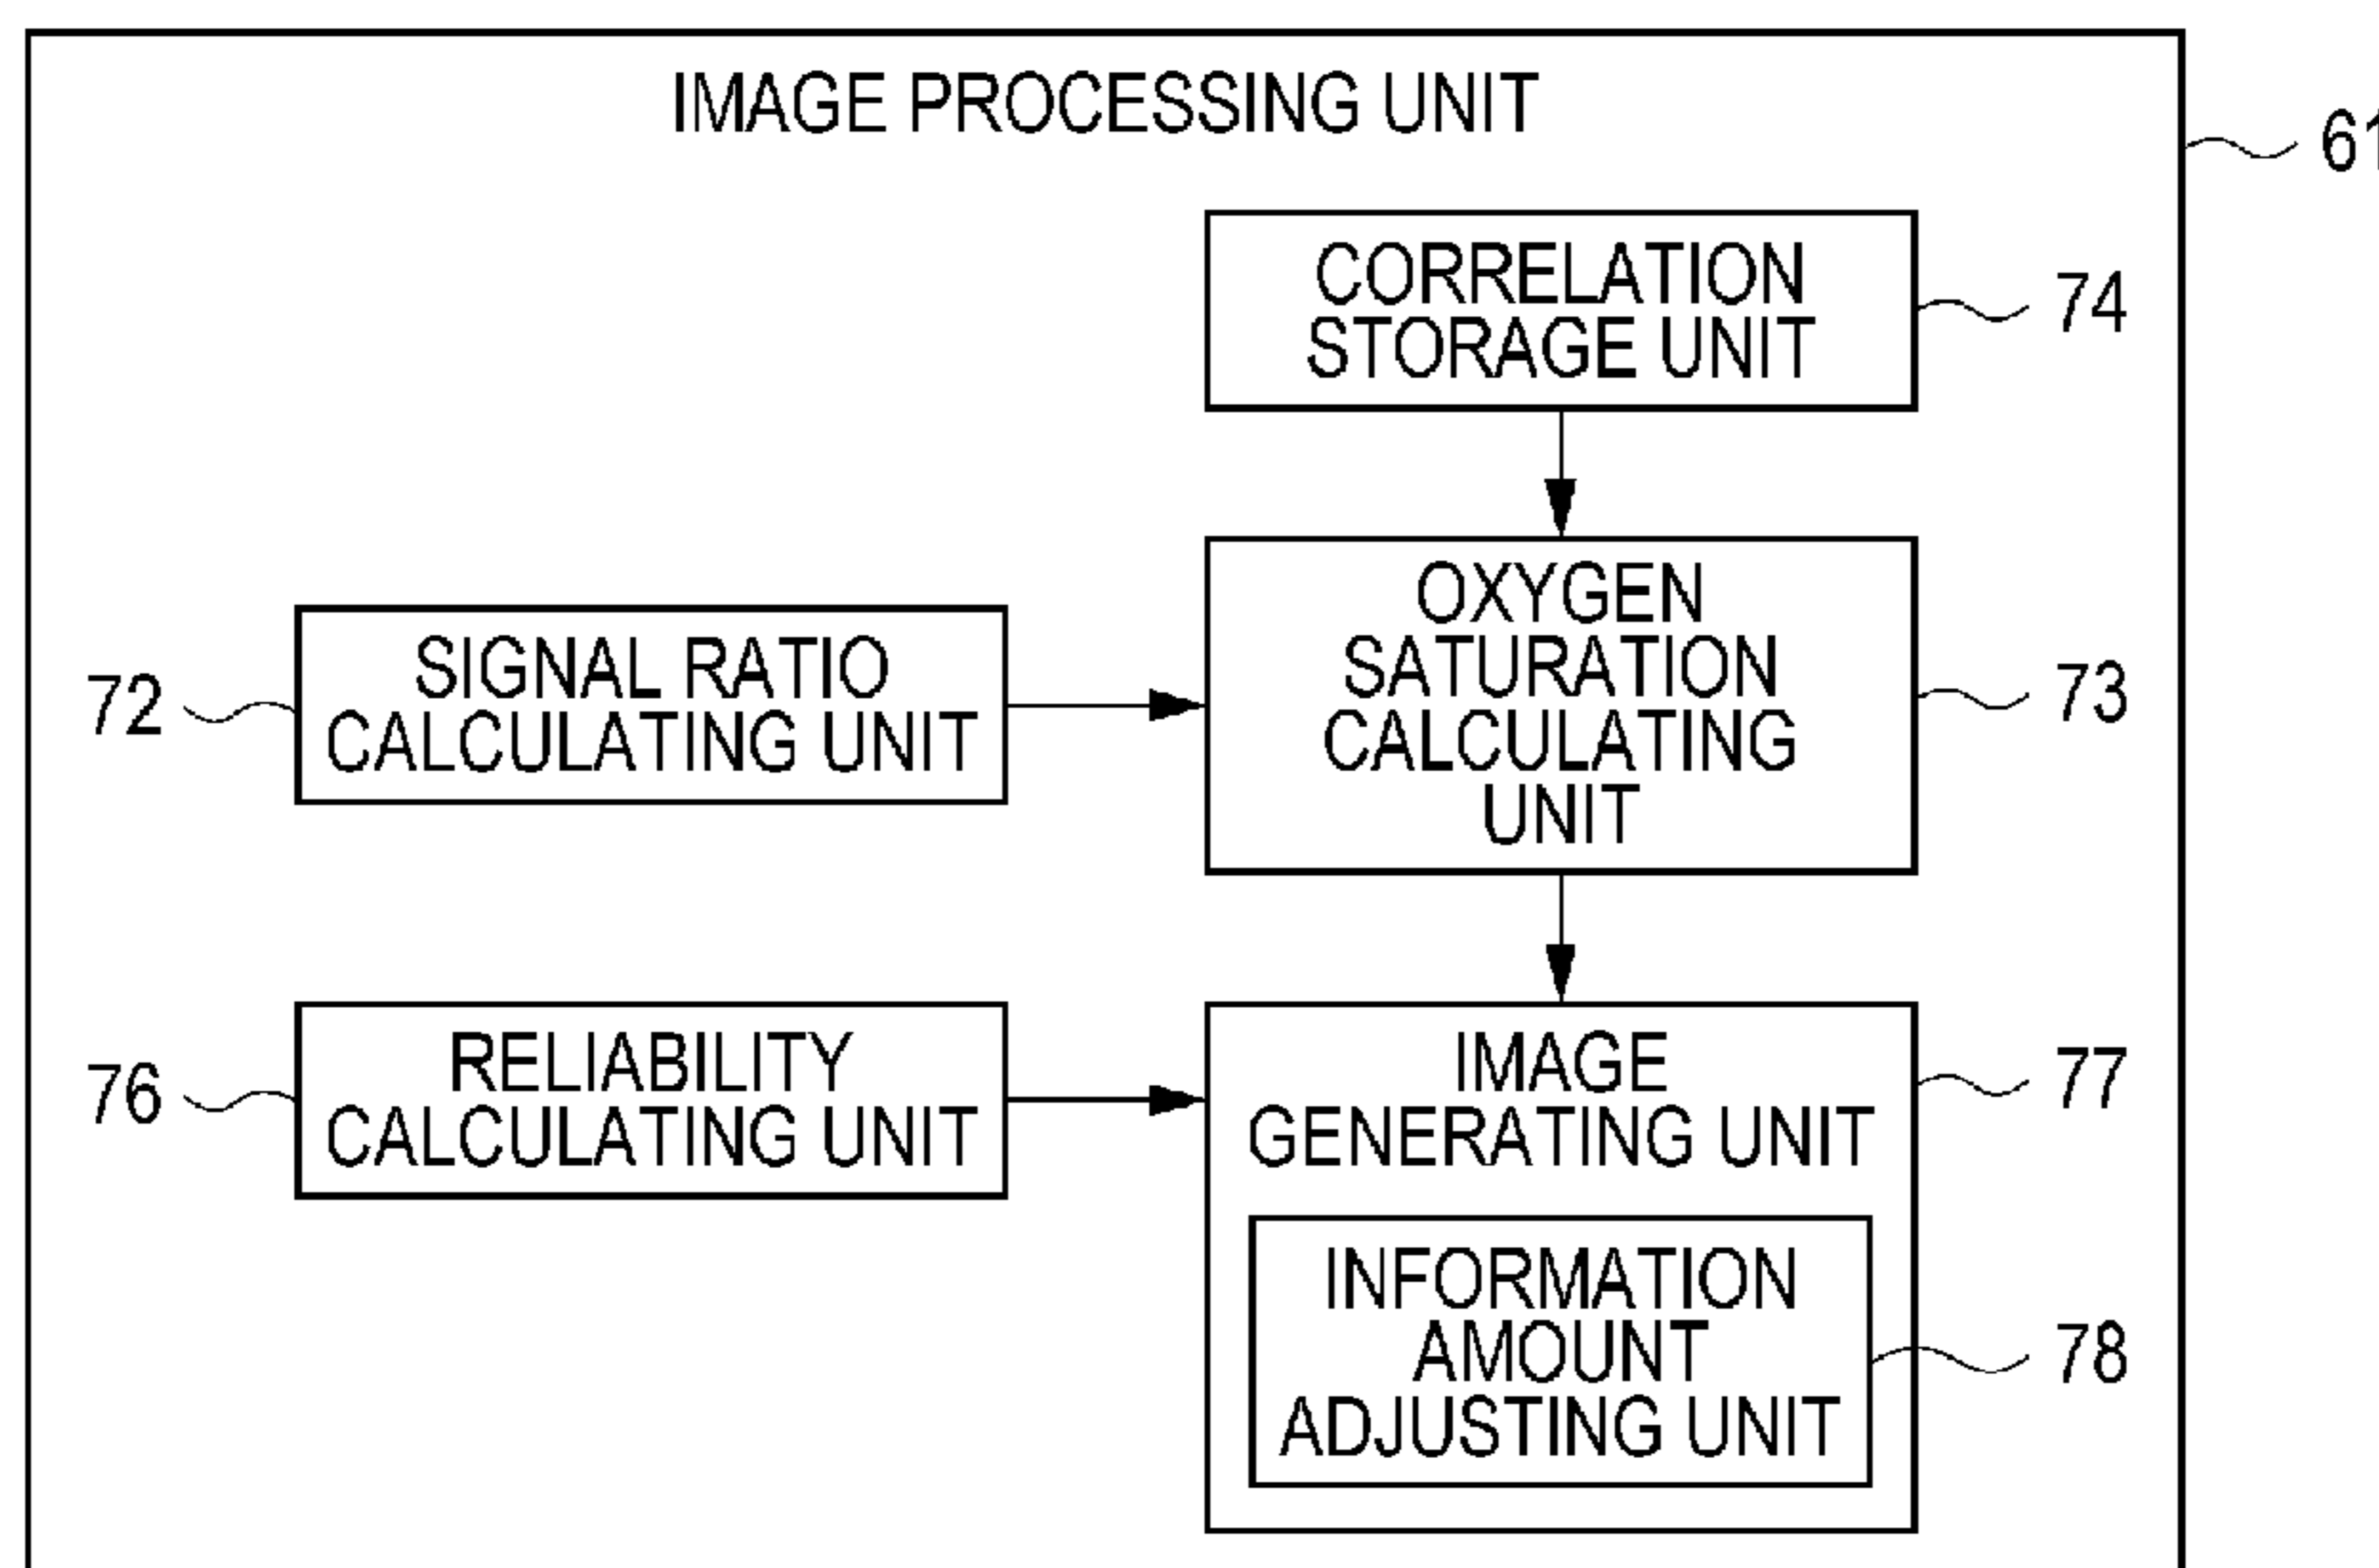 IMAGE PROCESSING UNIT
61
CORRELATION
STORAGE UNIT
74
OXYGEN
SATURATION
CALCULATING
UNIT
73
72
SIGNAL RATIO
CALCULATING UNIT
76
RELIABILITY
CALCULATING UNIT
IMAGE
GENERATING UNIT
77
INFORMATION
AMOUNT
ADJUSTING UNIT
78